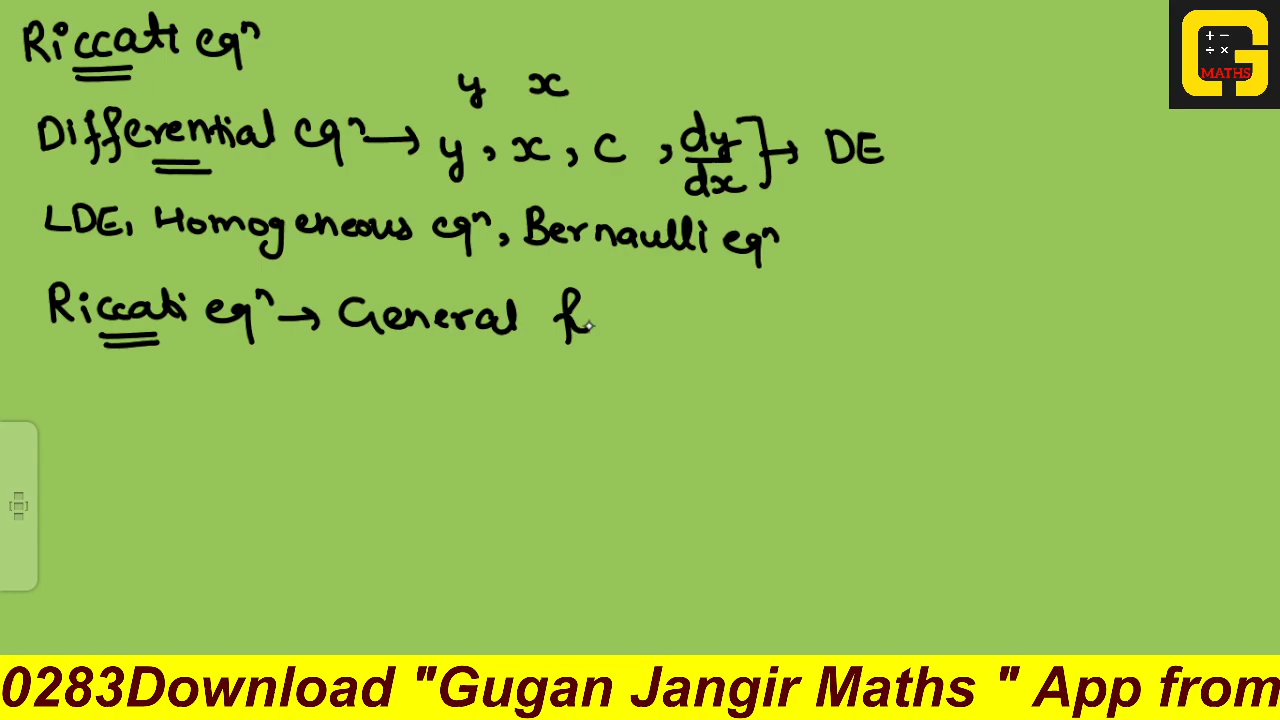 Riccati eqⁿ
y x
Differential eqⁿ → y, x, C, dy/dx] → DE
LDE, Homogeneous eqⁿ, Bernaulli eqⁿ
Riccati eqⁿ → General
+ −
÷ ×
MATHS
0283Download "Gugan Jangir Maths " App from